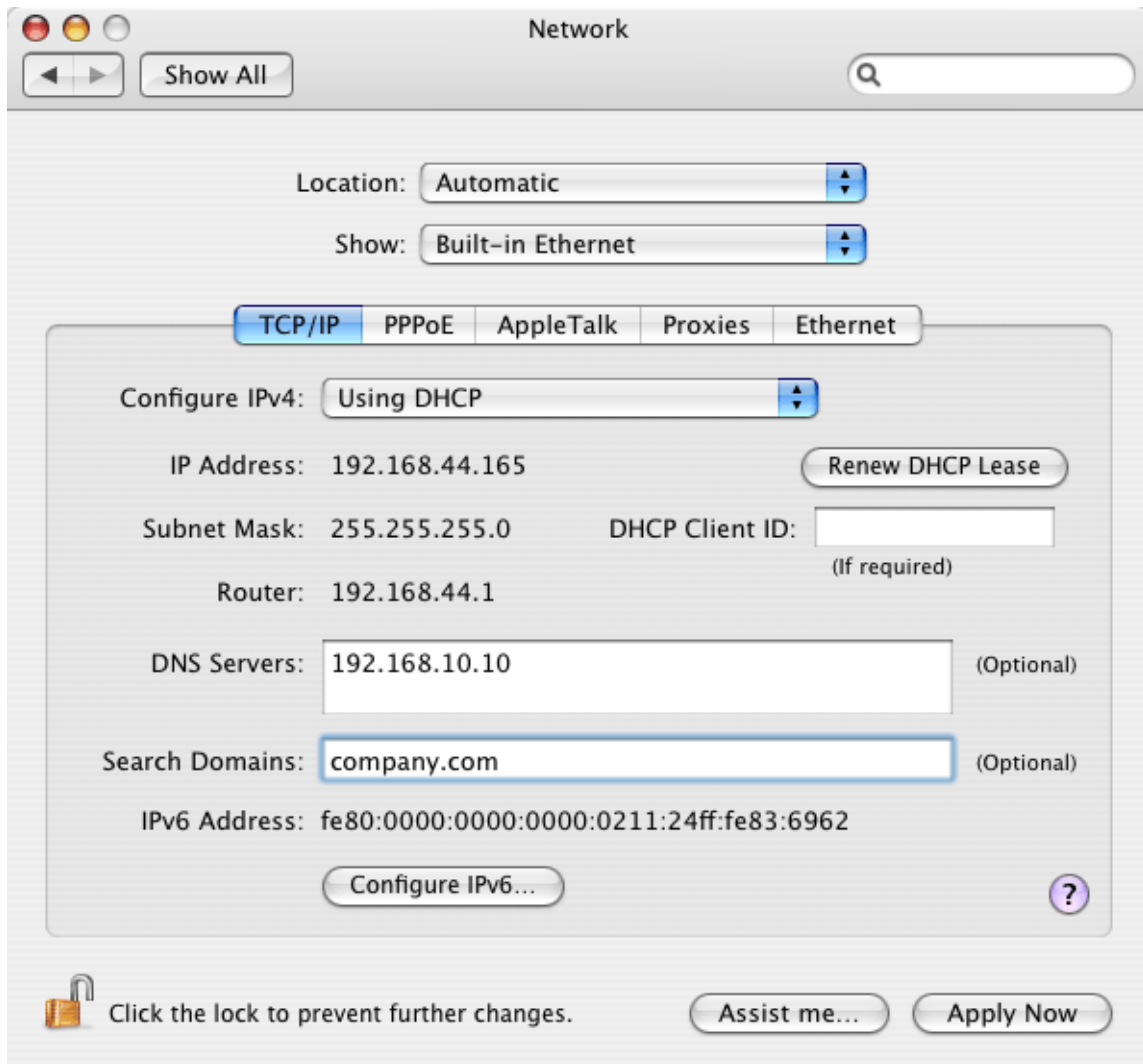 Network
Show All
Location: Automatic
Show: Built-in Ethernet
TCP/IP PPPoE AppleTalk Proxies Ethernet
Configure IPv4: Using DHCP
IP Address: 192.168.44.165 Renew DHCP Lease
Subnet Mask: 255.255.255.0 DHCP Client ID:
(If required)
Router: 192.168.44.1
DNS Servers: 192.168.10.10 (Optional)
Search Domains: company.com (Optional)
IPv6 Address: fe80:0000:0000:0000:0211:24ff:fe83:6962
Configure IPv6... ?
Click the lock to prevent further changes. Assist me... Apply Now